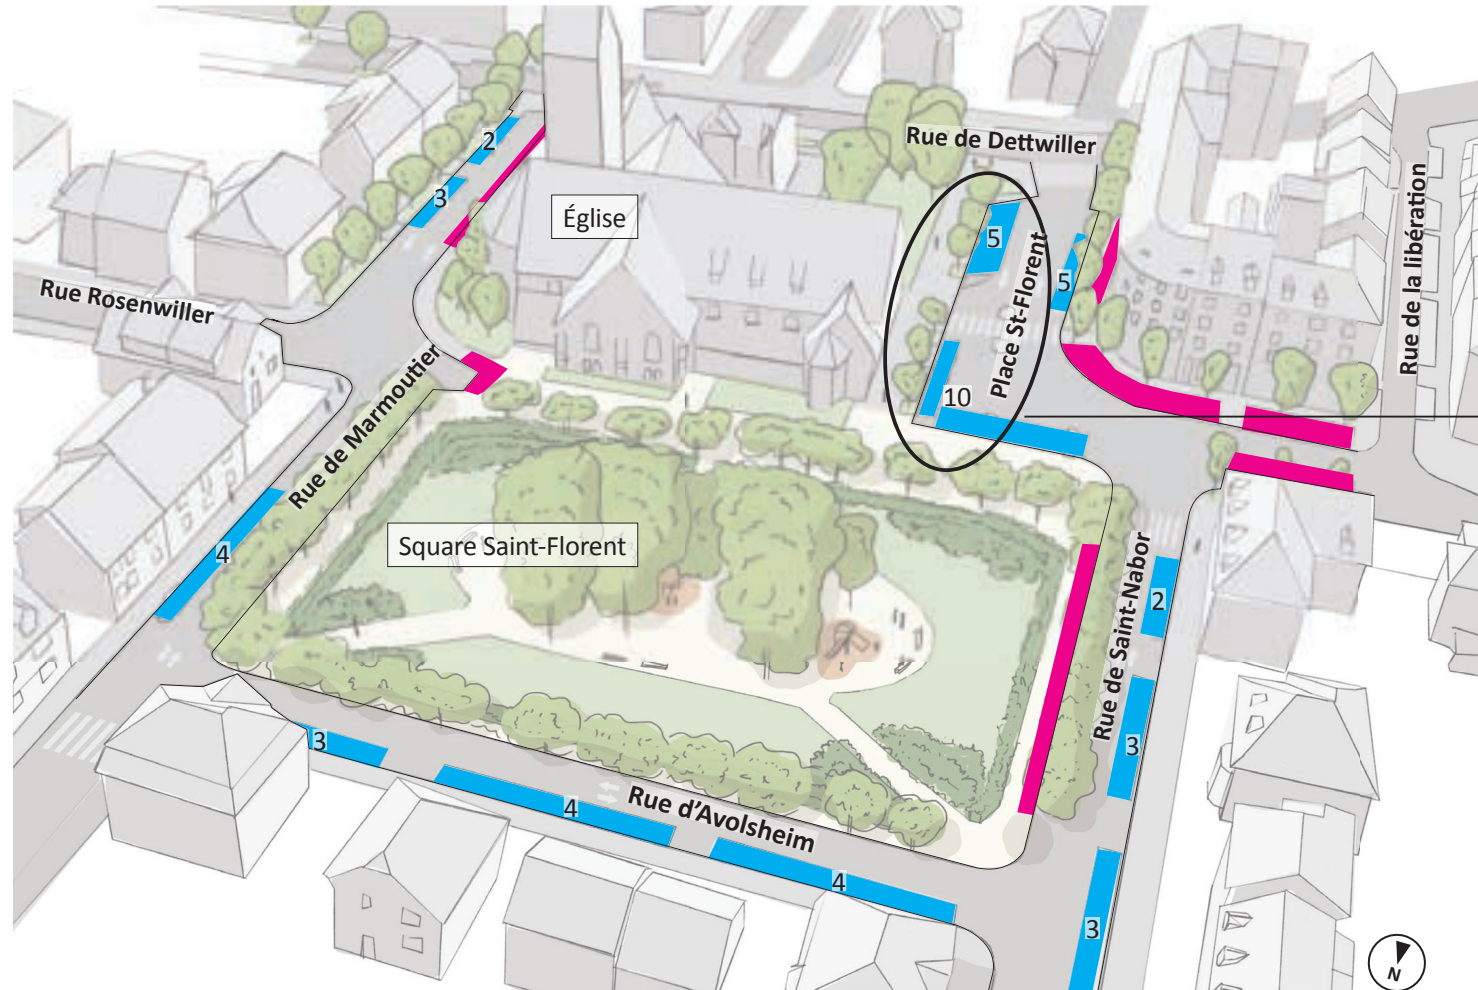 2
3
Église
Rue de Dettwiller
5
Place St-Florent
5
Rue de la libération
Rue Rosenwiller
Rue de Marmoutier
10
4
Square Saint-Florent
Rue de Saint-Nabor
2
3
3
4
Rue d'Avolsheim
4
3
N